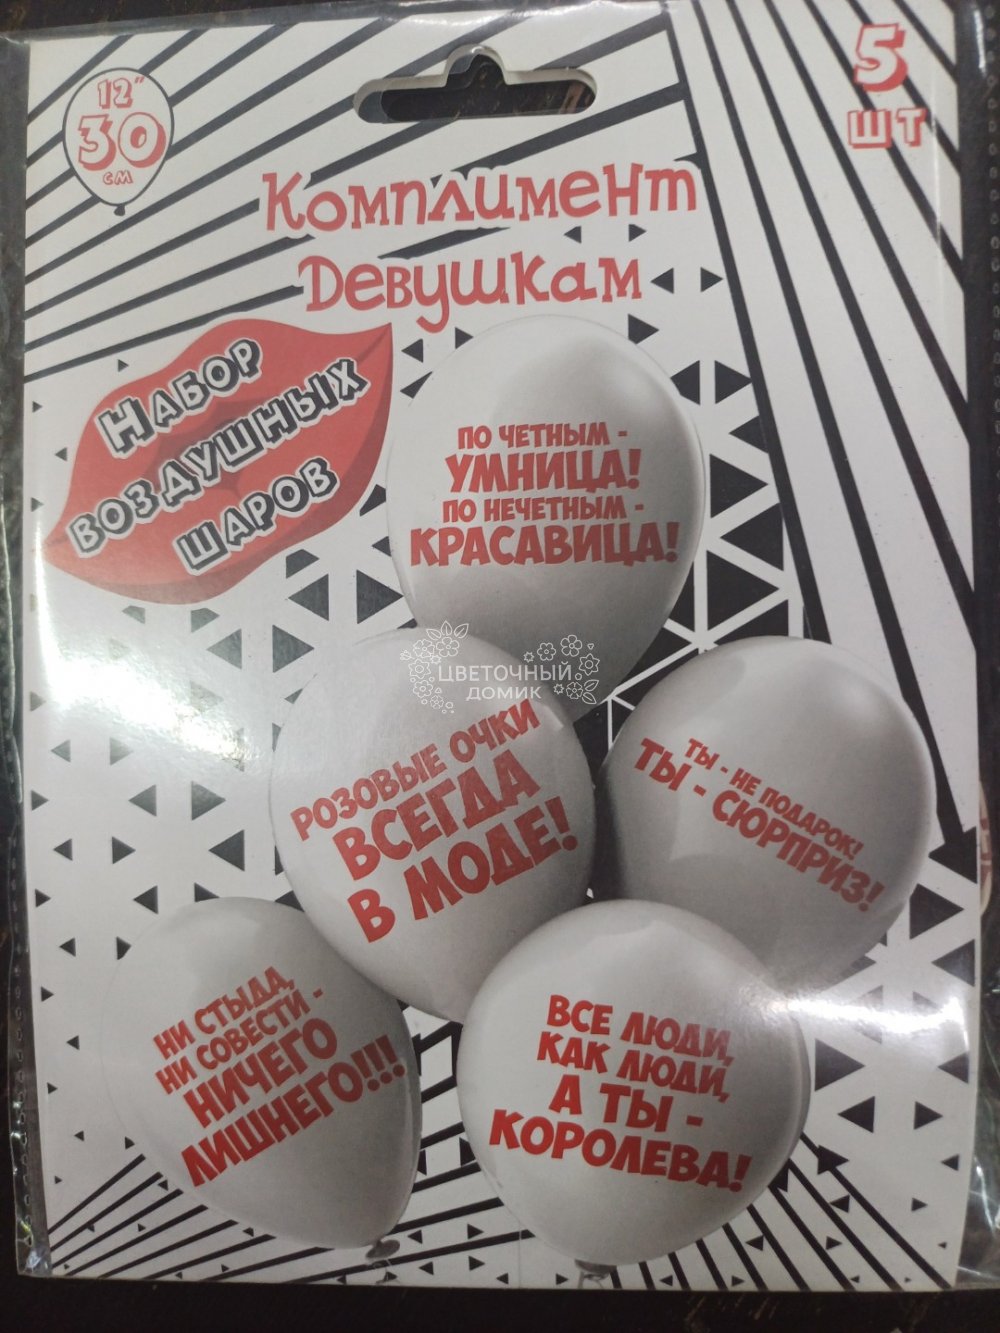 12"
30
см
5
шт
Комплимент
Девушкам
Набор
воздушных
шаров
ПО ЧЕТНЫМ -
УМНИЦА!
ПО НЕЧЕТНЫМ -
КРАСАВИЦА!
ЦВЕТОЧНЫЙ
ДОМИК
РОЗОВЫЕ ОЧКИ
ВСЕГДА
В МОДЕ!
ТЫ - НЕ ПОДАРОК!
ТЫ - СЮРПРИЗ!
НИ СТЫДА,
НИ СОВЕСТИ -
НИЧЕГО
ЛИШНЕГО!!!
ВСЕ ЛЮДИ,
КАК ЛЮДИ,
А ТЫ -
КОРОЛЕВА!